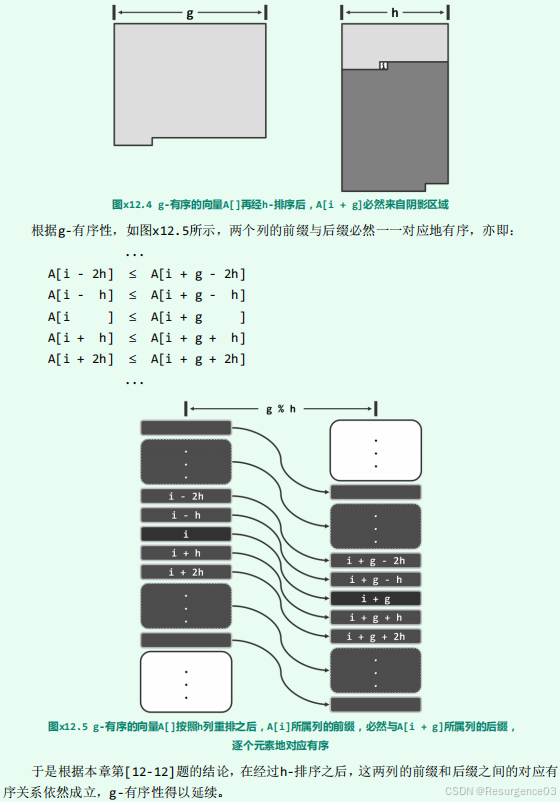 g
h
图x12.4 g-有序的向量A[]再经h-排序后，A[i + g]必然来自阴影区域
根据g-有序性，如图x12.5所示，两个列的前缀与后缀必然一一对应地有序，亦即：
...
A[i - 2h] ≤ A[i + g - 2h]
A[i - h] ≤ A[i + g - h]
A[i ] ≤ A[i + g ]
A[i + h] ≤ A[i + g + h]
A[i + 2h] ≤ A[i + g + 2h]
...
g % h
i - 2h
i - h
i
i + h
i + 2h
i + g - 2h
i + g - h
i + g
i + g + h
i + g + 2h
图x12.5 g-有序的向量A[]按照h列重排之后，A[i]所属列的前缀，必然与A[i + g]所属列的后缀，
逐个元素地对应有序
于是根据本章第[12-12]题的结论，在经过h-排序之后，这两列的前缀和后缀之间的对应有
序关系依然成立，g-有序性得以延续。
CSDN @Resurgence03